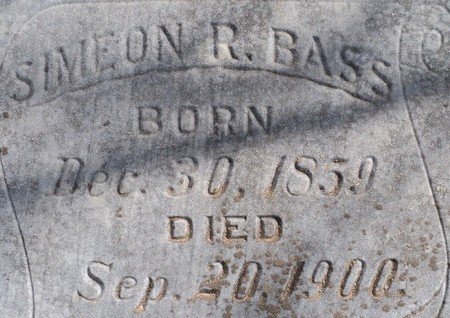 SIMEON R. BASS
BORN
Dec. 30, 1859
DIED
Sep. 20, 1900.